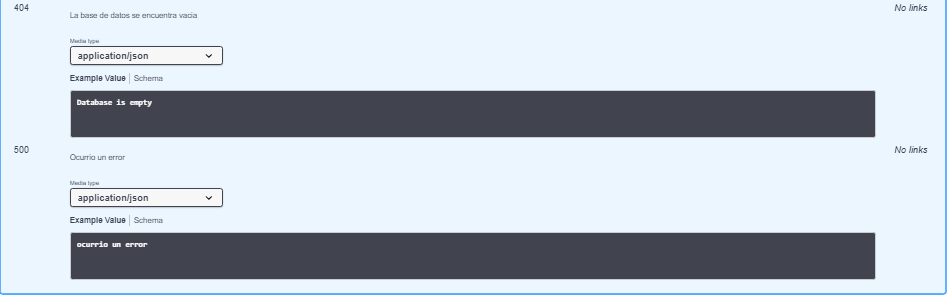 404
No links
La base de datos se encuentra vacia
Media type
application/json
Example Value | Schema
Database is empty
500
No links
Ocurrio un error
Media type
application/json
Example Value | Schema
ocurrio un error